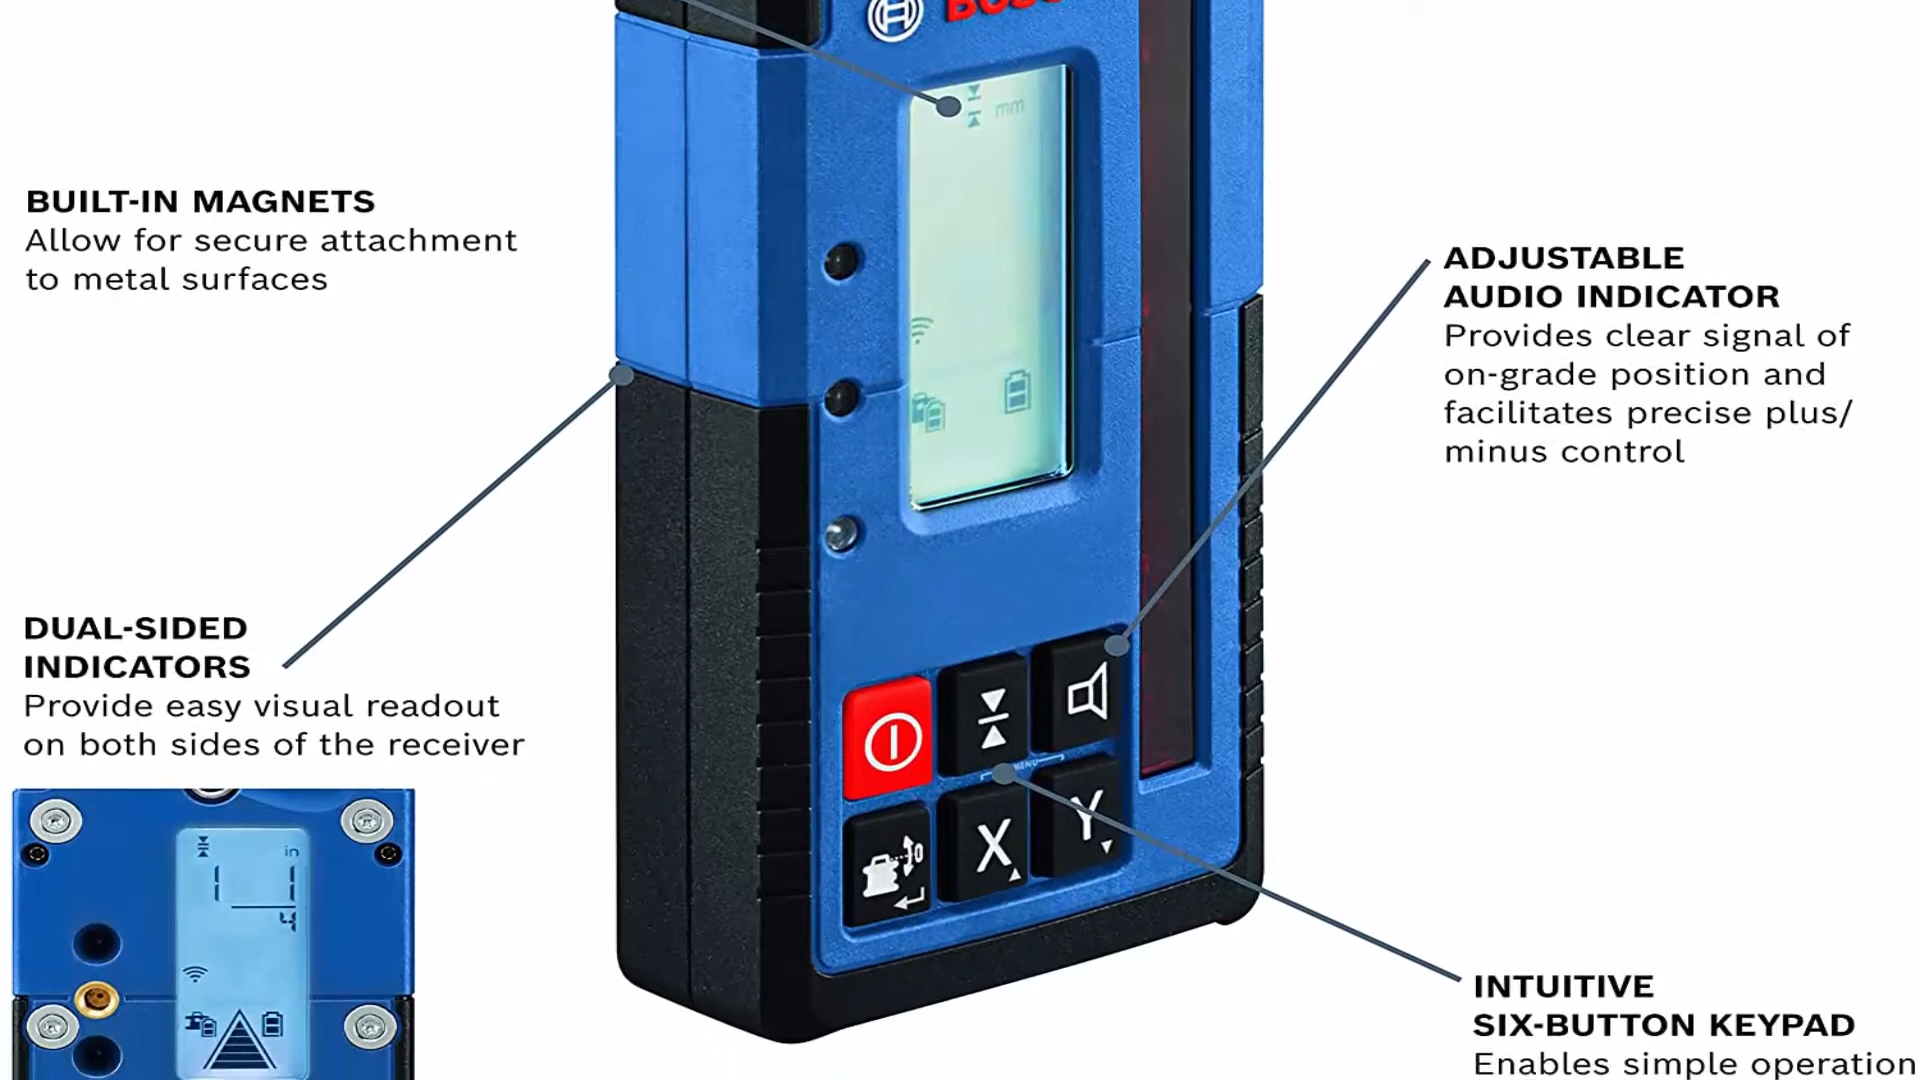 BOSCH
mm
BUILT-IN MAGNETS
Allow for secure attachment
to metal surfaces
ADJUSTABLE
AUDIO INDICATOR
Provides clear signal of
on-grade position and
facilitates precise plus/
minus control
DUAL-SIDED
INDICATORS
Provide easy visual readout
on both sides of the receiver
MENU
X
Y
in
INTUITIVE
SIX-BUTTON KEYPAD
Enables simple operation